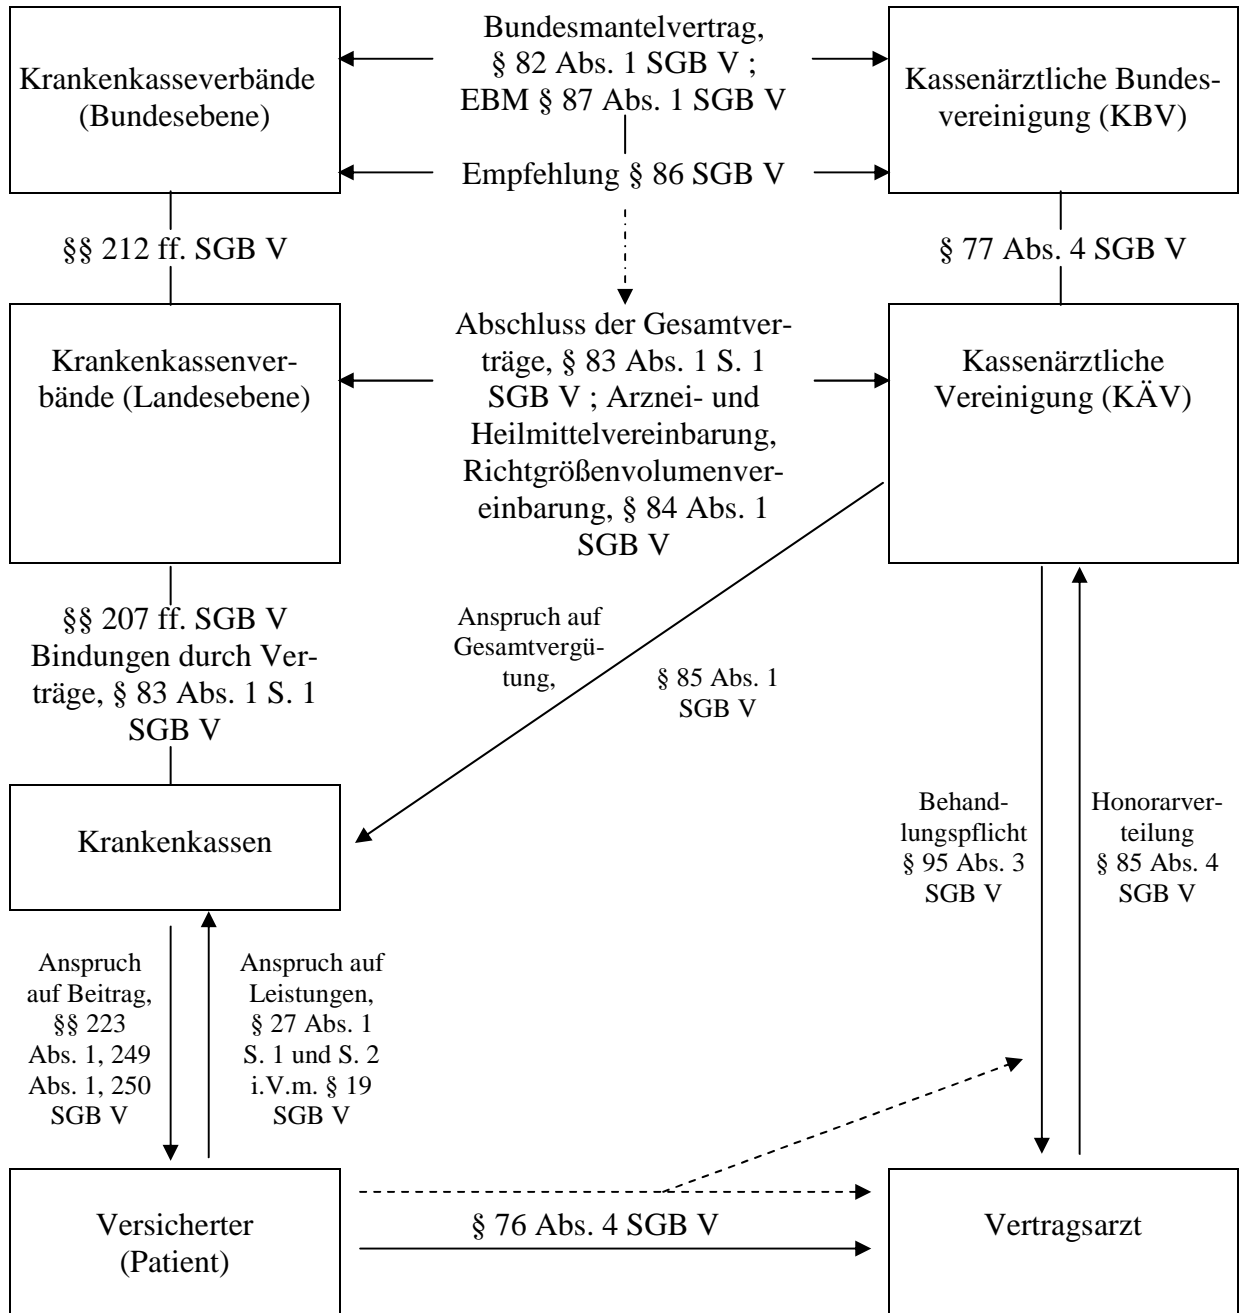 Krankenkasseverbände
(Bundesebene)
Bundesmantelvertrag,
§ 82 Abs. 1 SGB V ;
EBM § 87 Abs. 1 SGB V
Kassenärztliche Bundes-
vereinigung (KBV)
Empfehlung § 86 SGB V
§§ 212 ff. SGB V
§ 77 Abs. 4 SGB V
Krankenkassenver-
bände (Landesebene)
Abschluss der Gesamtver-
träge, § 83 Abs. 1 S. 1
SGB V ; Arznei- und
Heilmittelvereinbarung,
Richtgrößenvolumenver-
einbarung, § 84 Abs. 1
SGB V
Kassenärztliche
Vereinigung (KÄV)
§§ 207 ff. SGB V
Bindungen durch Ver-
träge, § 83 Abs. 1 S. 1
SGB V
Anspruch auf
Gesamtvergü-
tung,
§ 85 Abs. 1
SGB V
Krankenkassen
Behand-
lungspflicht
§ 95 Abs. 3
SGB V
Honorarver-
teilung
§ 85 Abs. 4
SGB V
Anspruch
auf Beitrag,
§§ 223
Abs. 1, 249
Abs. 1, 250
SGB V
Anspruch auf
Leistungen,
§ 27 Abs. 1
S. 1 und S. 2
i.V.m. § 19
SGB V
Versicherter
(Patient)
§ 76 Abs. 4 SGB V
Vertragsarzt